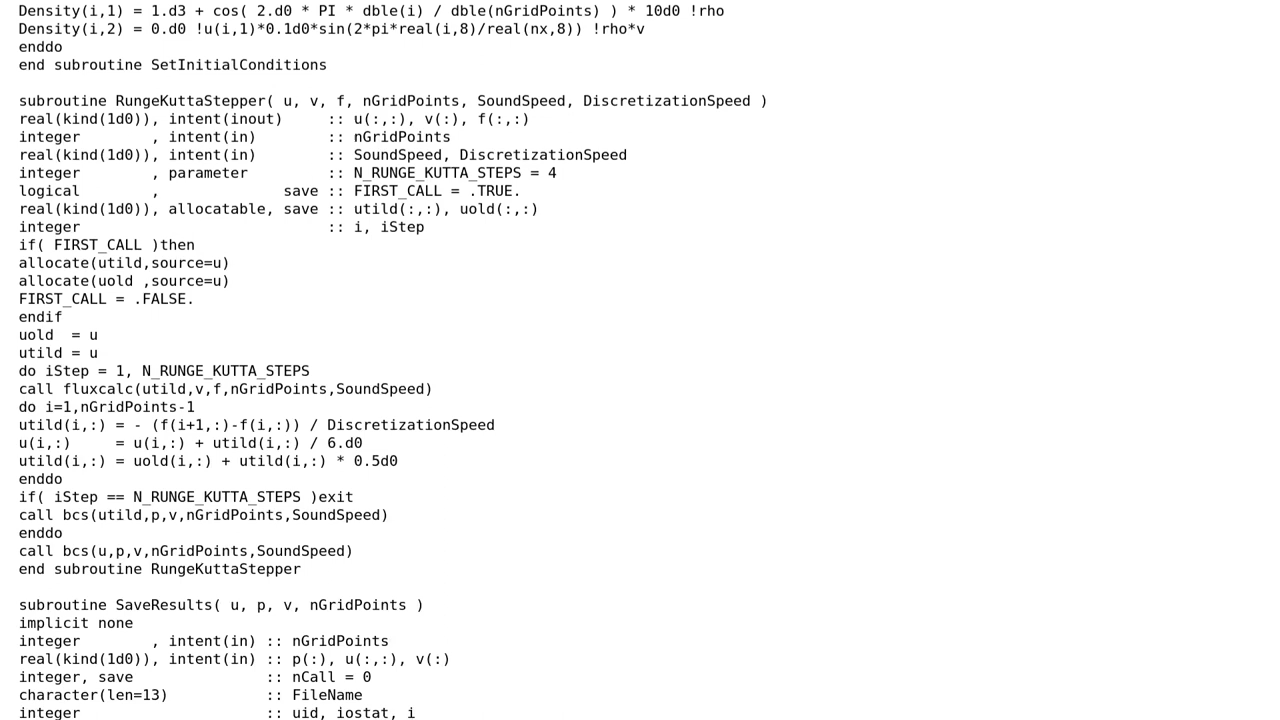 Density(i,1) = 1.d3 + cos( 2.d0 * PI * dble(i) / dble(nGridPoints) ) * 10d0 !rho
Density(i,2) = 0.d0 !u(i,1)*0.1d0*sin(2*pi*real(i,8)/real(nx,8)) !rho*v
enddo
end subroutine SetInitialConditions

subroutine RungeKuttaStepper( u, v, f, nGridPoints, SoundSpeed, DiscretizationSpeed )
real(kind(1d0)), intent(inout)     :: u(:,:), v(:), f(:,:)
integer        , intent(in)        :: nGridPoints
real(kind(1d0)), intent(in)        :: SoundSpeed, DiscretizationSpeed
integer        , parameter         :: N_RUNGE_KUTTA_STEPS = 4
logical        ,              save :: FIRST_CALL = .TRUE.
real(kind(1d0)), allocatable, save :: utild(:,:), uold(:,:)
integer                            :: i, iStep
if( FIRST_CALL )then
allocate(utild,source=u)
allocate(uold ,source=u)
FIRST_CALL = .FALSE.
endif
uold  = u
utild = u
do iStep = 1, N_RUNGE_KUTTA_STEPS
call fluxcalc(utild,v,f,nGridPoints,SoundSpeed)
do i=1,nGridPoints-1
utild(i,:) = - (f(i+1,:)-f(i,:)) / DiscretizationSpeed
u(i,:)     = u(i,:) + utild(i,:) / 6.d0
utild(i,:) = uold(i,:) + utild(i,:) * 0.5d0
enddo
if( iStep == N_RUNGE_KUTTA_STEPS )exit
call bcs(utild,p,v,nGridPoints,SoundSpeed)
enddo
call bcs(u,p,v,nGridPoints,SoundSpeed)
end subroutine RungeKuttaStepper

subroutine SaveResults( u, p, v, nGridPoints )
implicit none
integer        , intent(in) :: nGridPoints
real(kind(1d0)), intent(in) :: p(:), u(:,:), v(:)
integer, save               :: nCall = 0
character(len=13)           :: FileName
integer                     :: uid, iostat, i